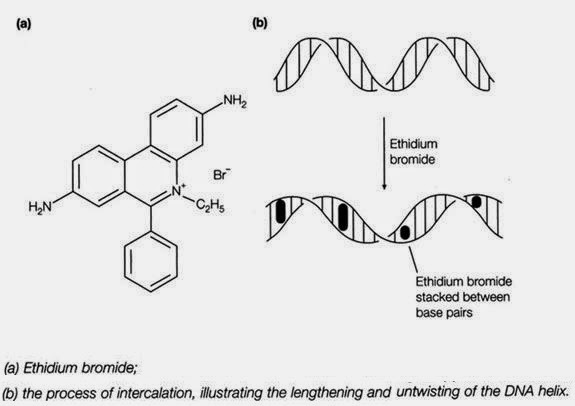 (a)
(b)
NH₂
Br⁻
N⁺
C₂H₅
H₂N
Ethidium
bromide
Ethidium bromide
stacked between
base pairs
(a) Ethidium bromide;
(b) the process of intercalation, illustrating the lengthening and untwisting of the DNA helix.